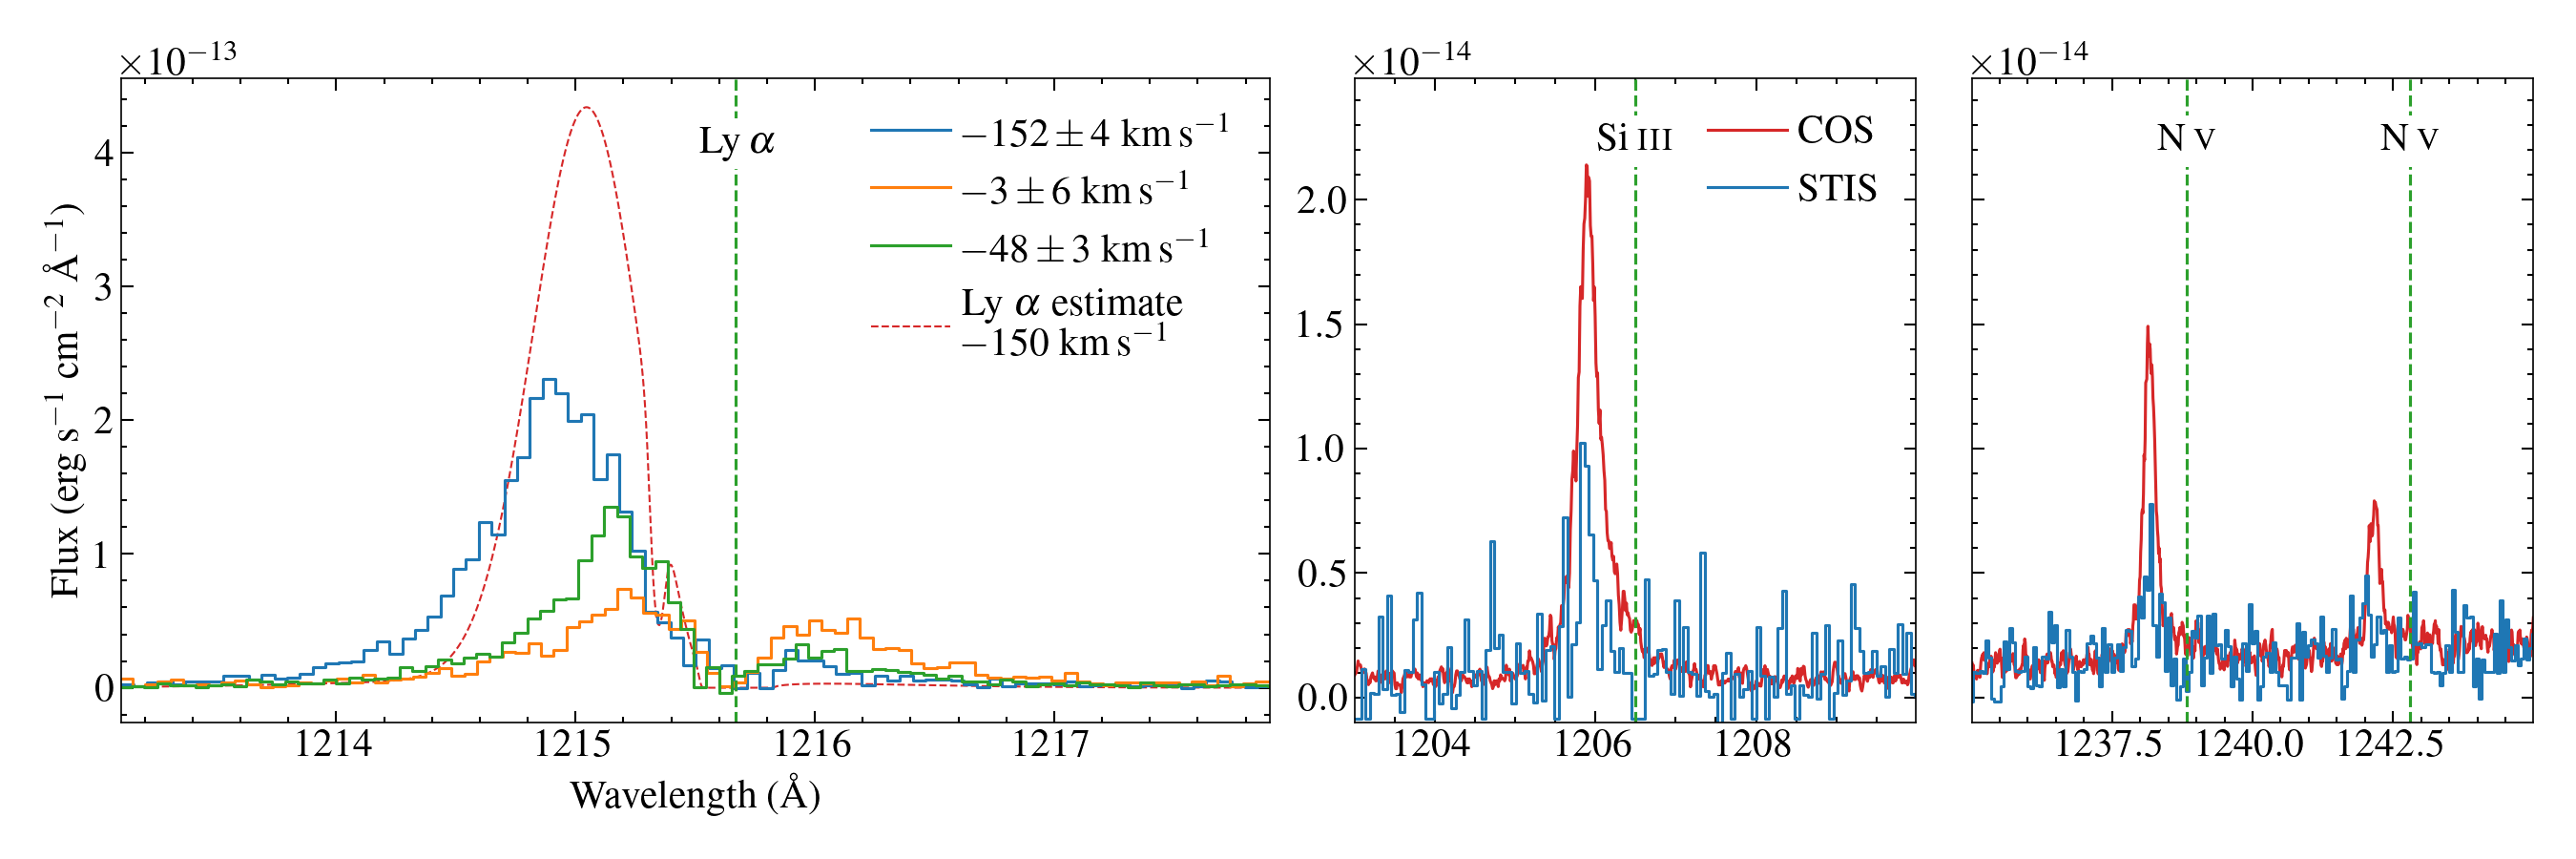 ×10⁻¹³
Flux (erg s⁻¹ cm⁻² Å⁻¹)
4
3
2
1
0
Ly α
−152 ± 4 km s⁻¹
−3 ± 6 km s⁻¹
−48 ± 3 km s⁻¹
Ly α estimate
−150 km s⁻¹
1214 1215 1216 1217
Wavelength (Å)
×10⁻¹⁴
2.0
1.5
1.0
0.5
0.0
Si III
COS
STIS
1204 1206 1208
×10⁻¹⁴
N V N V
1237.5 1240.0 1242.5